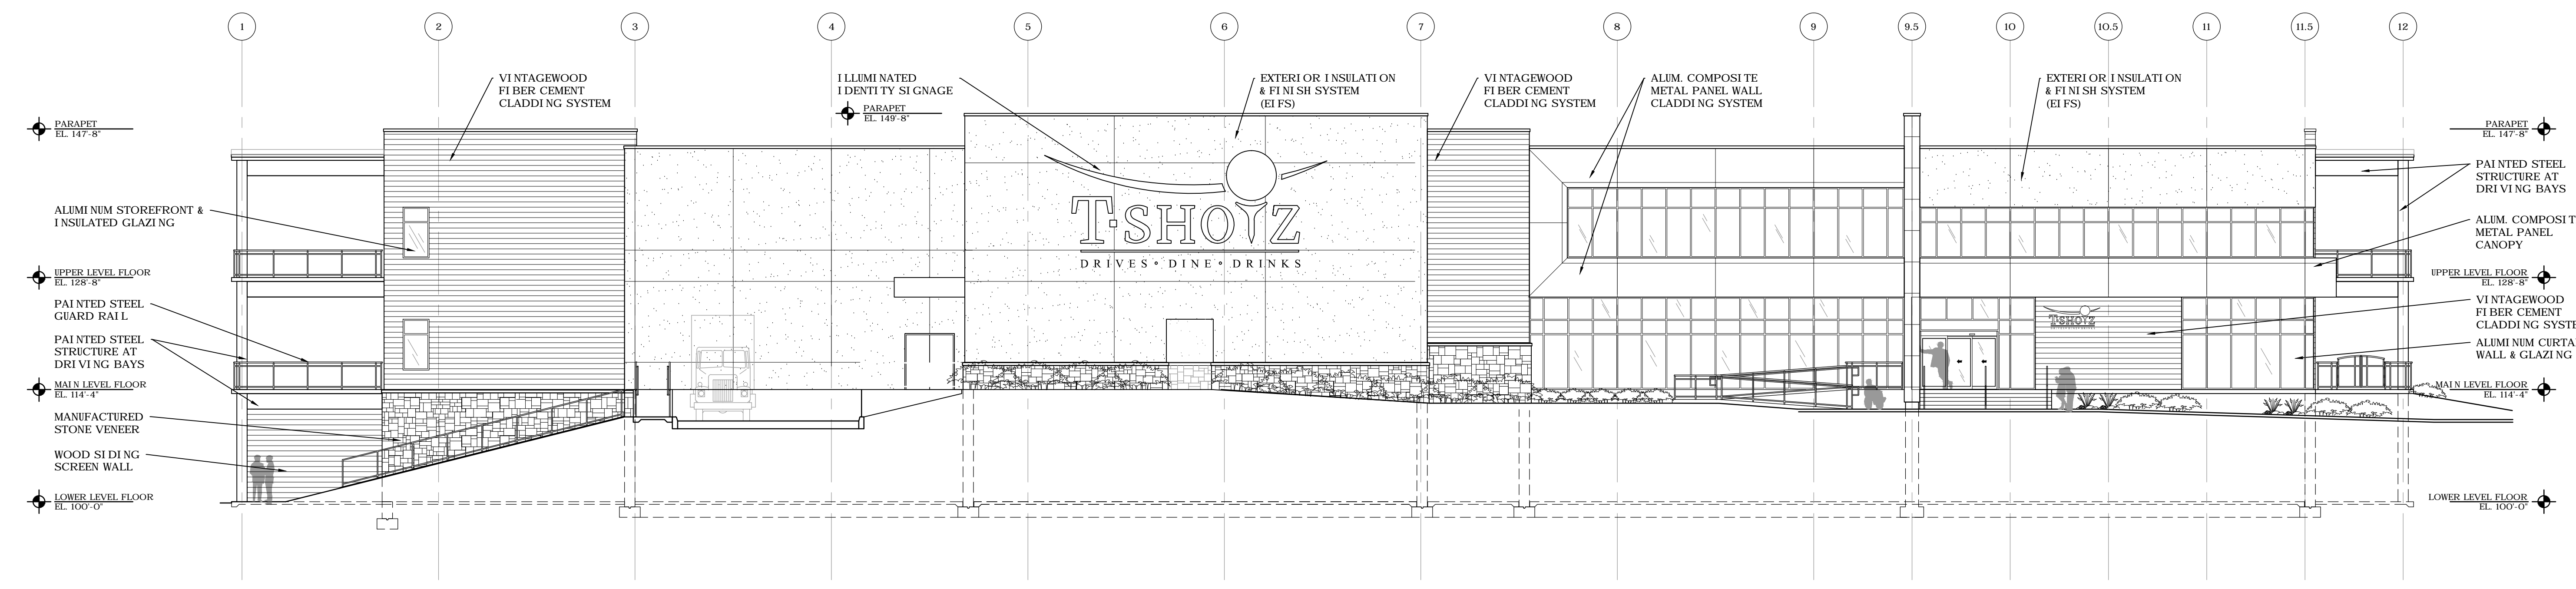 1 2 3 4 5 6 7 8 9 9.5 10 10.5 11 11.5 12
VINTAGEWOOD
FIBER CEMENT
CLADDING SYSTEM
ILLUMINATED
IDENTITY SIGNAGE
PARAPET
EL. 149'-8"
EXTERIOR INSULATION
& FINISH SYSTEM
(EIFS)
VINTAGEWOOD
FIBER CEMENT
CLADDING SYSTEM
ALUM. COMPOSITE
METAL PANEL WALL
CLADDING SYSTEM
EXTERIOR INSULATION
& FINISH SYSTEM
(EIFS)
PARAPET
EL. 147'-8"
ALUMINUM STOREFRONT &
INSULATED GLAZING
UPPER LEVEL FLOOR
EL. 128'-8"
PAINTED STEEL
GUARD RAIL
PAINTED STEEL
STRUCTURE AT
DRIVING BAYS
MAIN LEVEL FLOOR
EL. 114'-4"
MANUFACTURED
STONE VENEER
WOOD SIDING
SCREEN WALL
LOWER LEVEL FLOOR
EL. 100'-0"
T-SHOTZ
DRIVES • DINE • DRINKS
T-SHOTZ
PARAPET
EL. 147'-8"
PAINTED STEEL
STRUCTURE AT
DRIVING BAYS
ALUM. COMPOSIT
METAL PANEL
CANOPY
UPPER LEVEL FLOOR
EL. 128'-8"
VINTAGEWOOD
FIBER CEMENT
CLADDING SYSTE
ALUMINUM CURTA
WALL & GLAZING
MAIN LEVEL FLOOR
EL. 114'-4"
LOWER LEVEL FLOOR
EL. 100'-0"